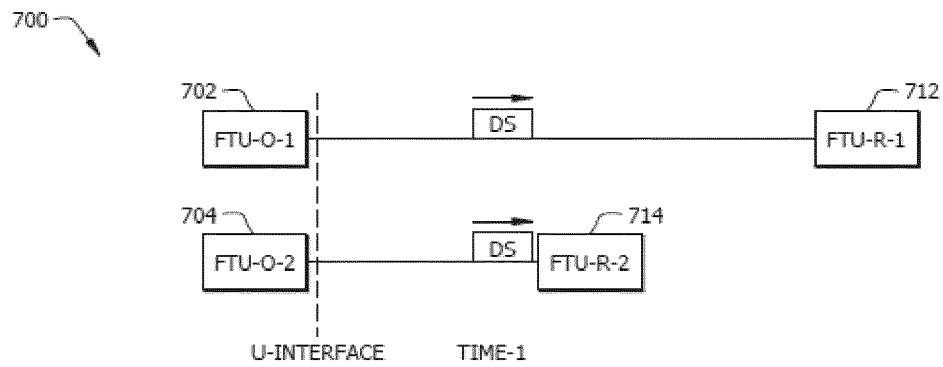 700
702
712
FTU-O-1
DS
FTU-R-1
704
714
FTU-O-2
DS
FTU-R-2
U-INTERFACE
TIME-1